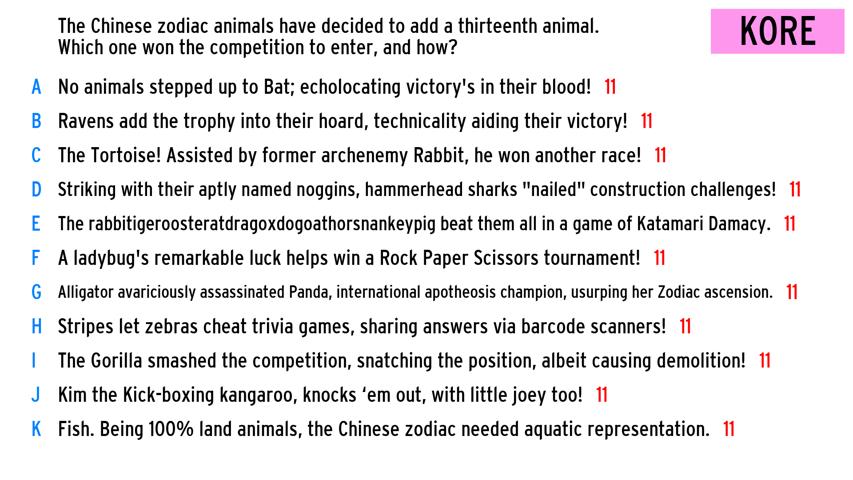 The Chinese zodiac animals have decided to add a thirteenth animal.
Which one won the competition to enter, and how?
KORE
A No animals stepped up to Bat; echolocating victory's in their blood! 11
B Ravens add the trophy into their hoard, technicality aiding their victory! 11
C The Tortoise! Assisted by former archenemy Rabbit, he won another race! 11
D Striking with their aptly named noggins, hammerhead sharks "nailed" construction challenges! 11
E The rabbitigeroosteratdragoxdogoathorsnankeypig beat them all in a game of Katamari Damacy. 11
F A ladybug's remarkable luck helps win a Rock Paper Scissors tournament! 11
G Alligator avariciously assassinated Panda, international apotheosis champion, usurping her Zodiac ascension. 11
H Stripes let zebras cheat trivia games, sharing answers via barcode scanners! 11
I The Gorilla smashed the competition, snatching the position, albeit causing demolition! 11
J Kim the Kick-boxing kangaroo, knocks ‘em out, with little joey too! 11
K Fish. Being 100% land animals, the Chinese zodiac needed aquatic representation. 11